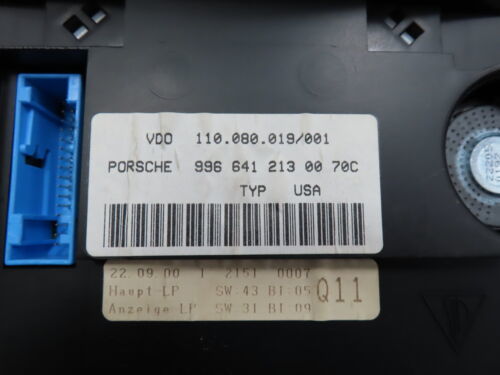 VDO 110.080.019/001
PORSCHE 996 641 213 00 70C
TYP USA
22.09.00 1 2151 0007
Haupt-LP SW:43 BI:05
Anzeige-LP SW:31 BI:09
Q11